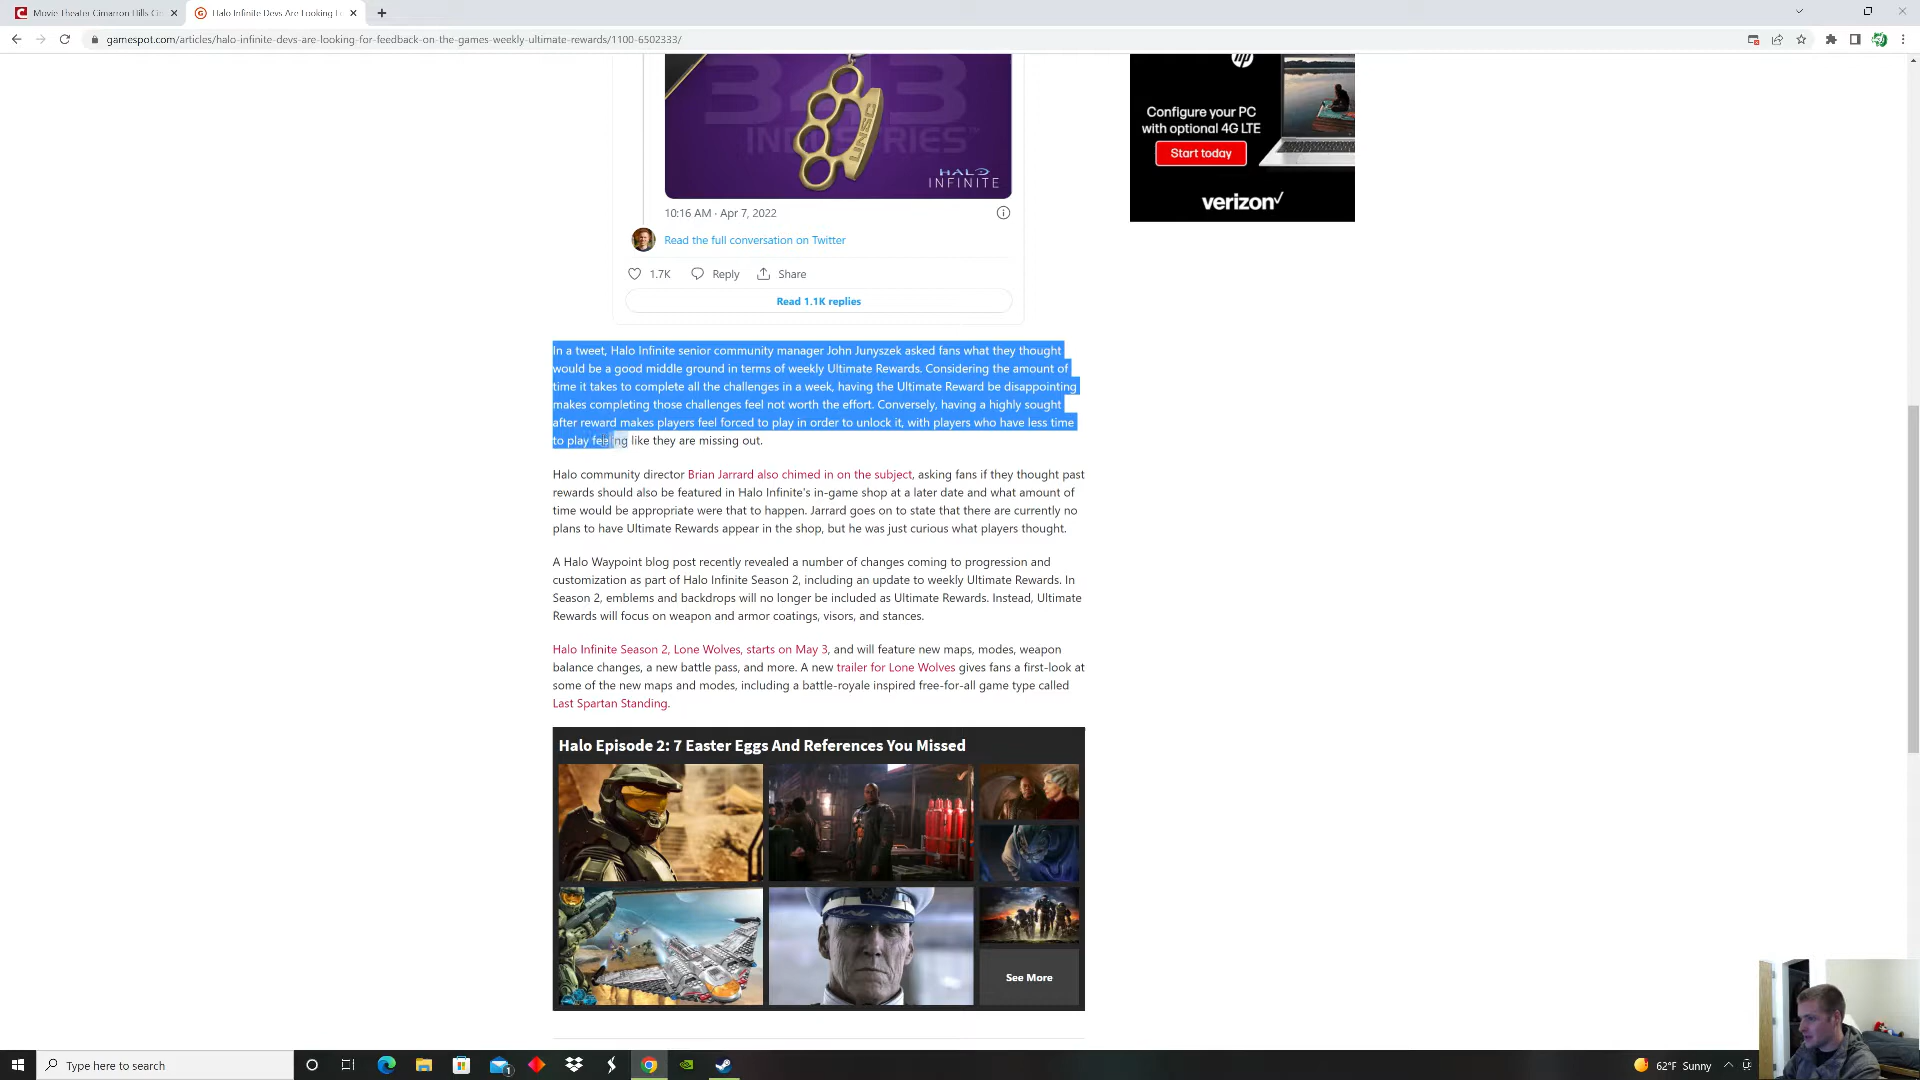 Movie Theater Cimarron Hills Ci
Halo Infinite Devs Are Looking F
gamespot.com/articles/halo-infinite-devs-are-looking-for-feedback-on-the-games-weekly-ultimate-rewards/1100-6502333/
343
INDUSTRIES™
UNSC
HALO
INFINITE
10:16 AM · Apr 7, 2022
Read the full conversation on Twitter
1.7K Reply Share
Read 1.1K replies
hp
Configure your PC
with optional 4G LTE
Start today
verizon✓
In a tweet, Halo Infinite senior community manager John Junyszek asked fans what they thought
would be a good middle ground in terms of weekly Ultimate Rewards. Considering the amount of
time it takes to complete all the challenges in a week, having the Ultimate Reward be disappointing
makes completing those challenges feel not worth the effort. Conversely, having a highly sought
after reward makes players feel forced to play in order to unlock it, with players who have less time
to play feeling like they are missing out.
Halo community director Brian Jarrard also chimed in on the subject, asking fans if they thought past
rewards should also be featured in Halo Infinite's in-game shop at a later date and what amount of
time would be appropriate were that to happen. Jarrard goes on to state that there are currently no
plans to have Ultimate Rewards appear in the shop, but he was just curious what players thought.
A Halo Waypoint blog post recently revealed a number of changes coming to progression and
customization as part of Halo Infinite Season 2, including an update to weekly Ultimate Rewards. In
Season 2, emblems and backdrops will no longer be included as Ultimate Rewards. Instead, Ultimate
Rewards will focus on weapon and armor coatings, visors, and stances.
Halo Infinite Season 2, Lone Wolves, starts on May 3, and will feature new maps, modes, weapon
balance changes, a new battle pass, and more. A new trailer for Lone Wolves gives fans a first-look at
some of the new maps and modes, including a battle-royale inspired free-for-all game type called
Last Spartan Standing.
Halo Episode 2: 7 Easter Eggs And References You Missed
See More
Type here to search
1
62°F Sunny